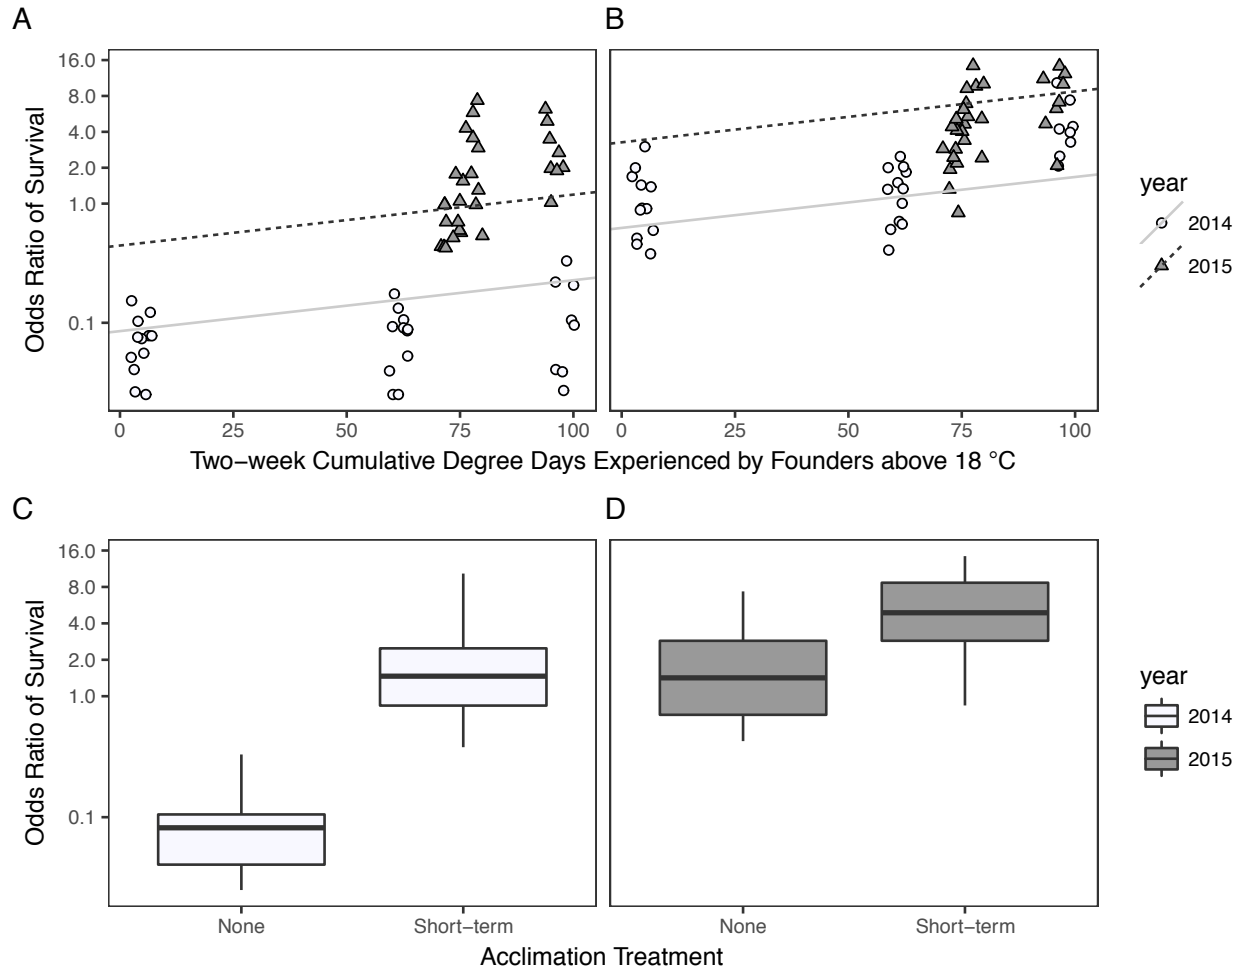 A
B
16.0
8.0
4.0
2.0
1.0
0.1
Odds Ratio of Survival
0 25 50 75 100
0 25 50 75 100
Two−week Cumulative Degree Days Experienced by Founders above 18 °C
year
2014
2015
C
D
16.0
8.0
4.0
2.0
1.0
0.1
Odds Ratio of Survival
None Short−term
None Short−term
Acclimation Treatment
year
2014
2015